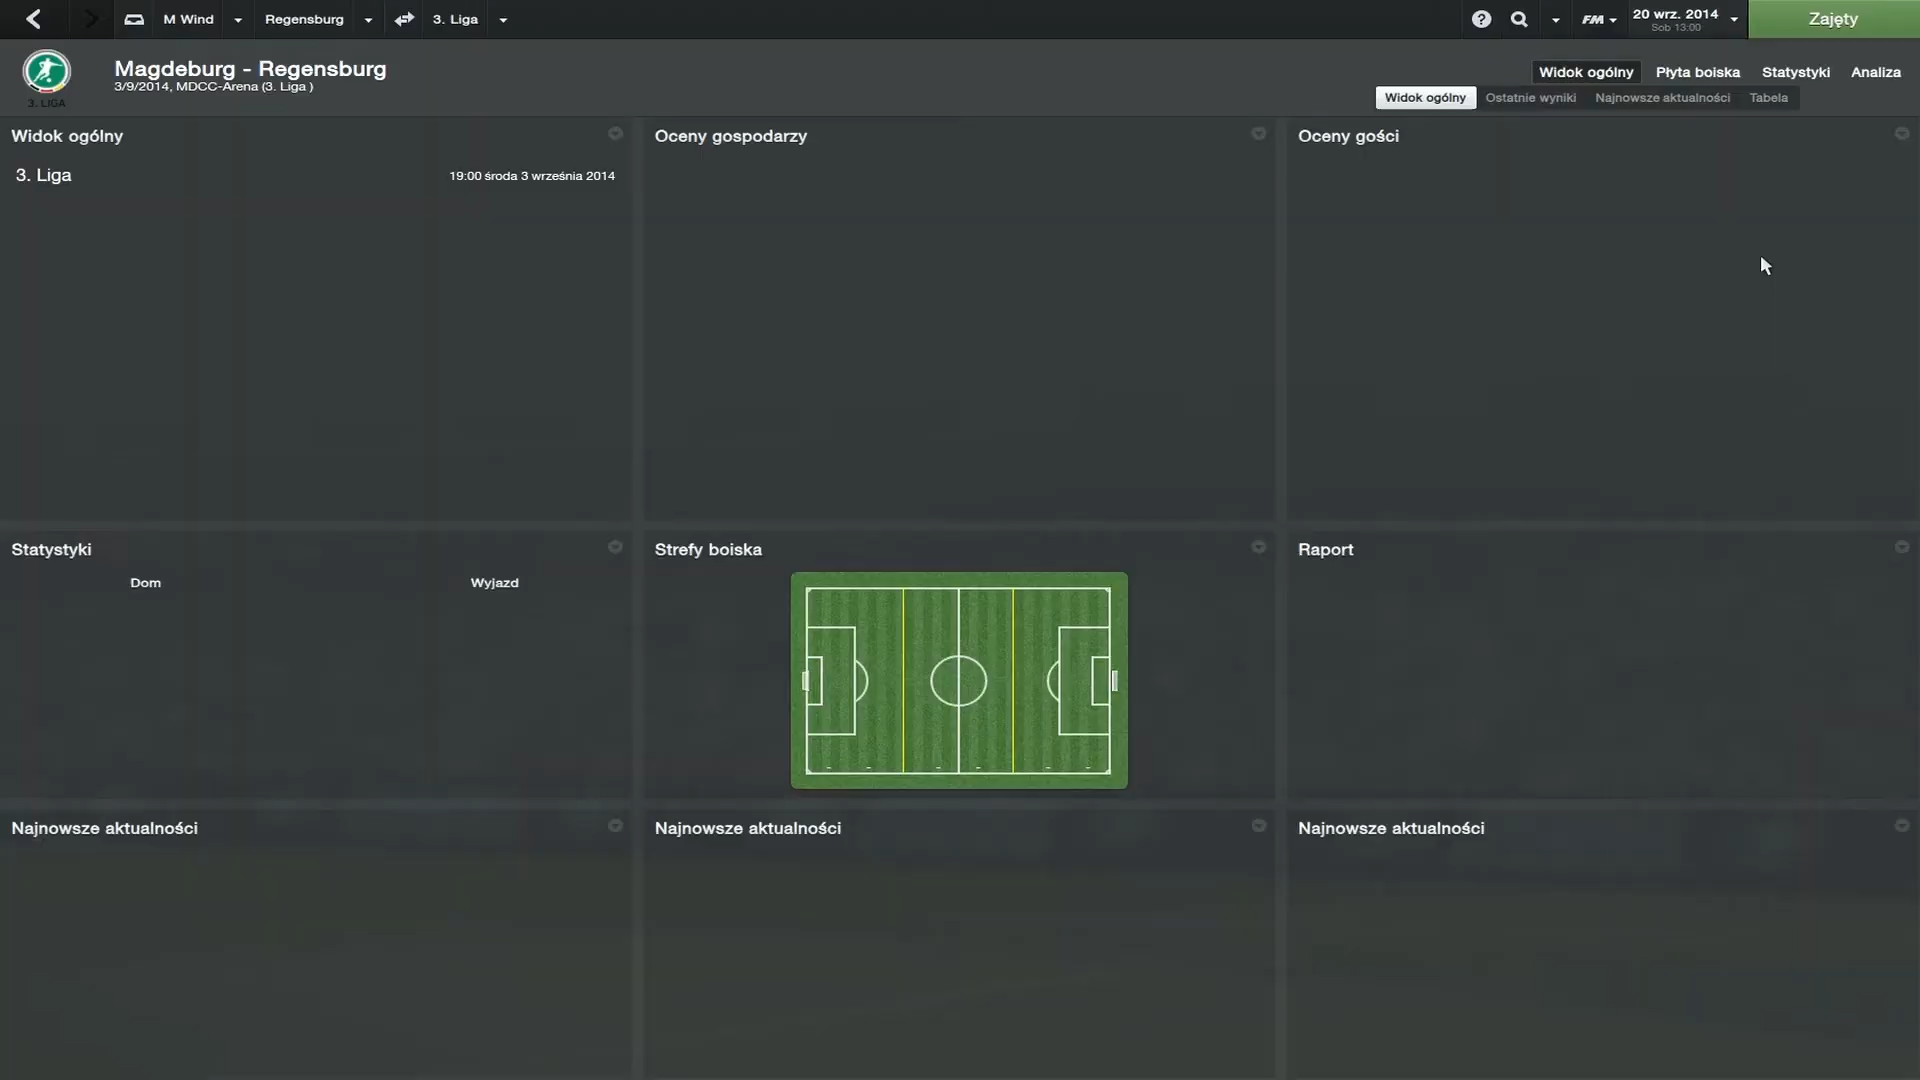 M Wind
Regensburg
3. Liga
FM
20 wrz. 2014
Sob 13:00
Zajęty
3. LIGA
Magdeburg - Regensburg
3/9/2014, MDCC-Arena (3. Liga )
Widok ogólny
Płyta boiska
Statystyki
Analiza
Widok ogólny
Ostatnie wyniki
Najnowsze aktualności
Tabela
Widok ogólny
3. Liga
19:00 środa 3 września 2014
Oceny gospodarzy
Oceny gości
Statystyki
Dom
Wyjazd
Strefy boiska
Raport
Najnowsze aktualności
Najnowsze aktualności
Najnowsze aktualności